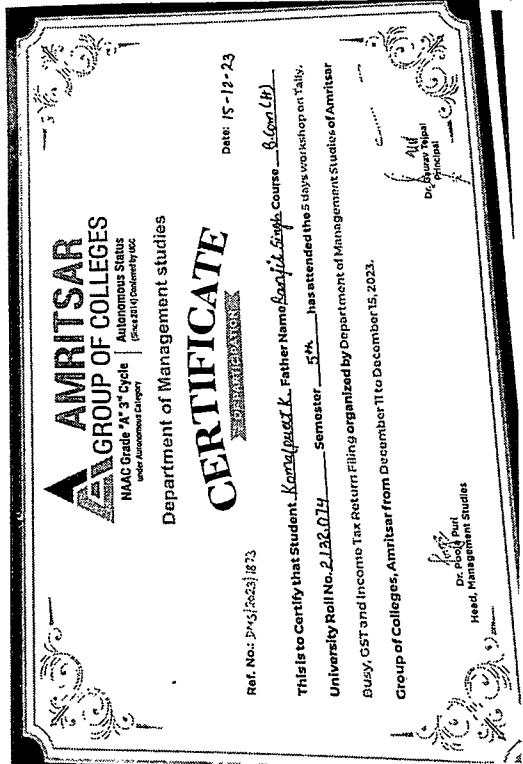 AMRITSAR
GROUP OF COLLEGES
NAAC Grade "A" 3rd Cycle | Autonomous Status
under Autonomous Category (Since 2014) Conferred by UGC
Department of Management studies
CERTIFICATE
OF PARTICIPATION
Ref. No.: DMS/2023/1873 Date: 15-12-23
This is to Certify that Student Komalpreet K. Father Name Ranjit Singh Course B.Com (H)
University Roll No. 2132074 Semester 5th has attended the 5 days workshop on Tally,
Busy, GST and Income Tax Return Filing organized by Department of Management Studies of Amritsar
Group of Colleges, Amritsar from December 11 to December 15, 2023.
Dr. Pooja Puri Dr. Gaurav Tejpal
Head, Management Studies Principal